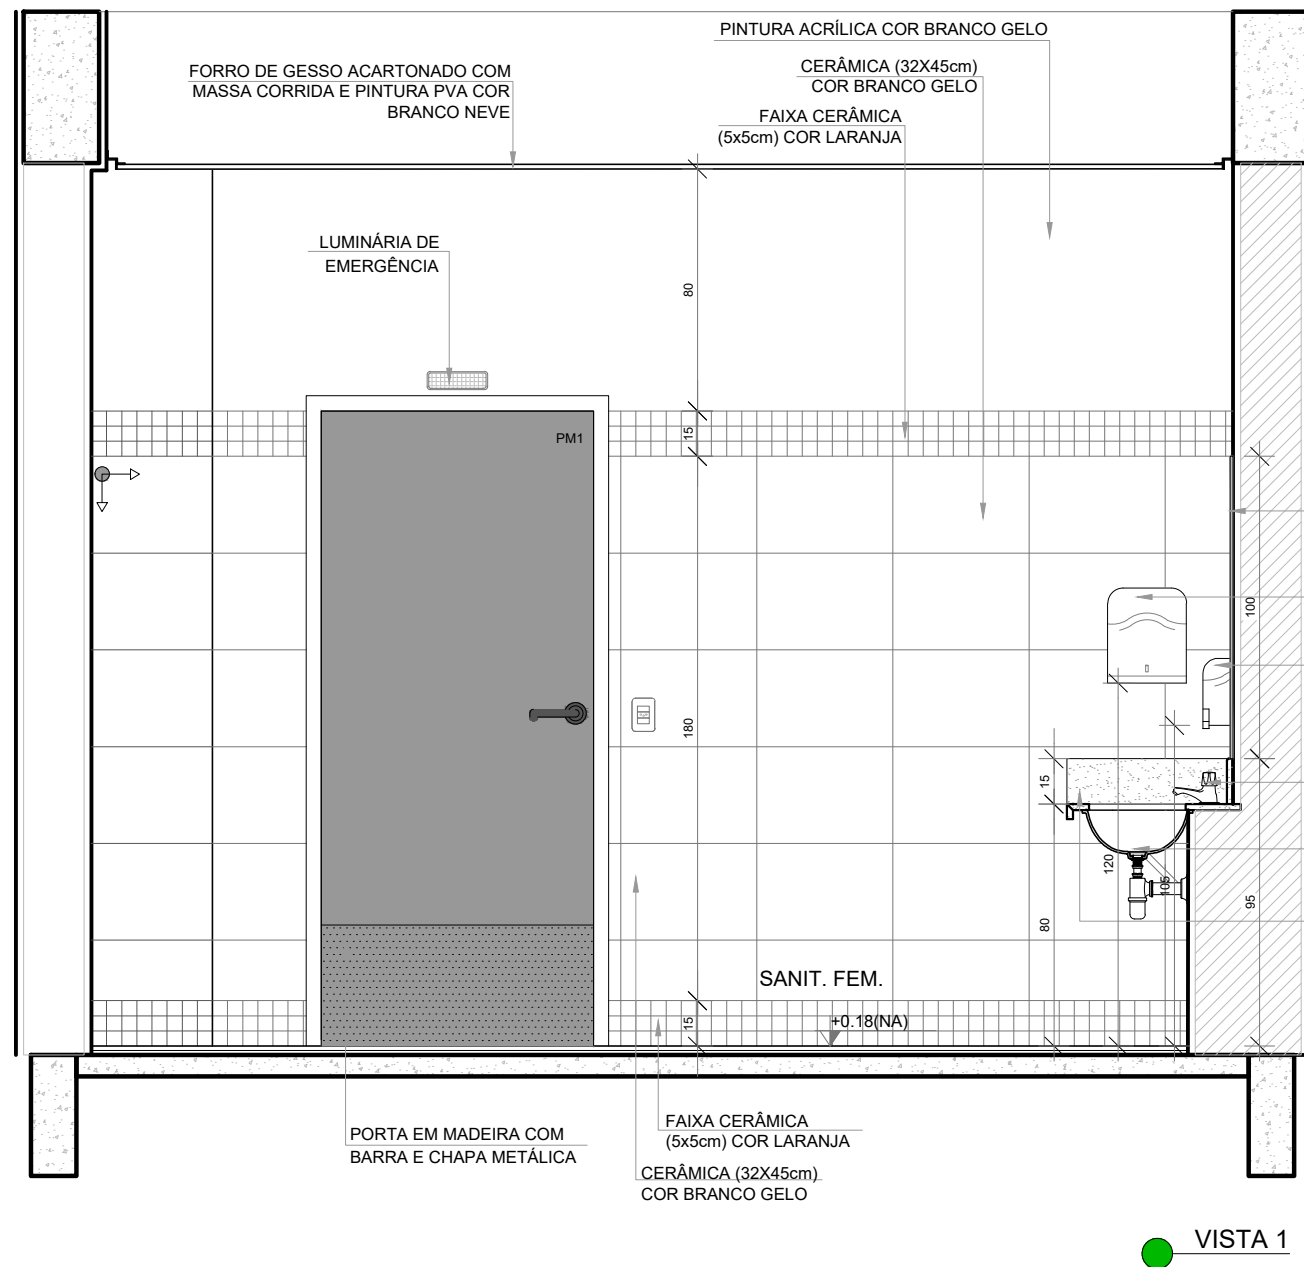 PINTURA ACRÍLICA COR BRANCO GELO
CERÂMICA (32X45cm)
COR BRANCO GELO
FORRO DE GESSO ACARTONADO COM
MASSA CORRIDA E PINTURA PVA COR
BRANCO NEVE
FAIXA CERÂMICA
(5x5cm) COR LARANJA
LUMINÁRIA DE
EMERGÊNCIA
80
PM1
15
100
180
15
120
105
80
95
SANIT. FEM.
15
+0.18(NA)
PORTA EM MADEIRA COM
BARRA E CHAPA METÁLICA
FAIXA CERÂMICA
(5x5cm) COR LARANJA
CERÂMICA (32X45cm)
COR BRANCO GELO
VISTA 1